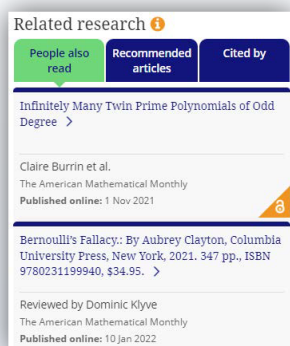 Related research
People also
read
Recommended
articles
Cited by
Infinitely Many Twin Prime Polynomials of Odd
Degree >
Claire Burrin et al.
The American Mathematical Monthly
Published online: 1 Nov 2021
Bernoulli's Fallacy.: By Aubrey Clayton, Columbia
University Press, New York, 2021. 347 pp., ISBN
9780231199940, $34.95. >
Reviewed by Dominic Klyve
The American Mathematical Monthly
Published online: 10 Jan 2022